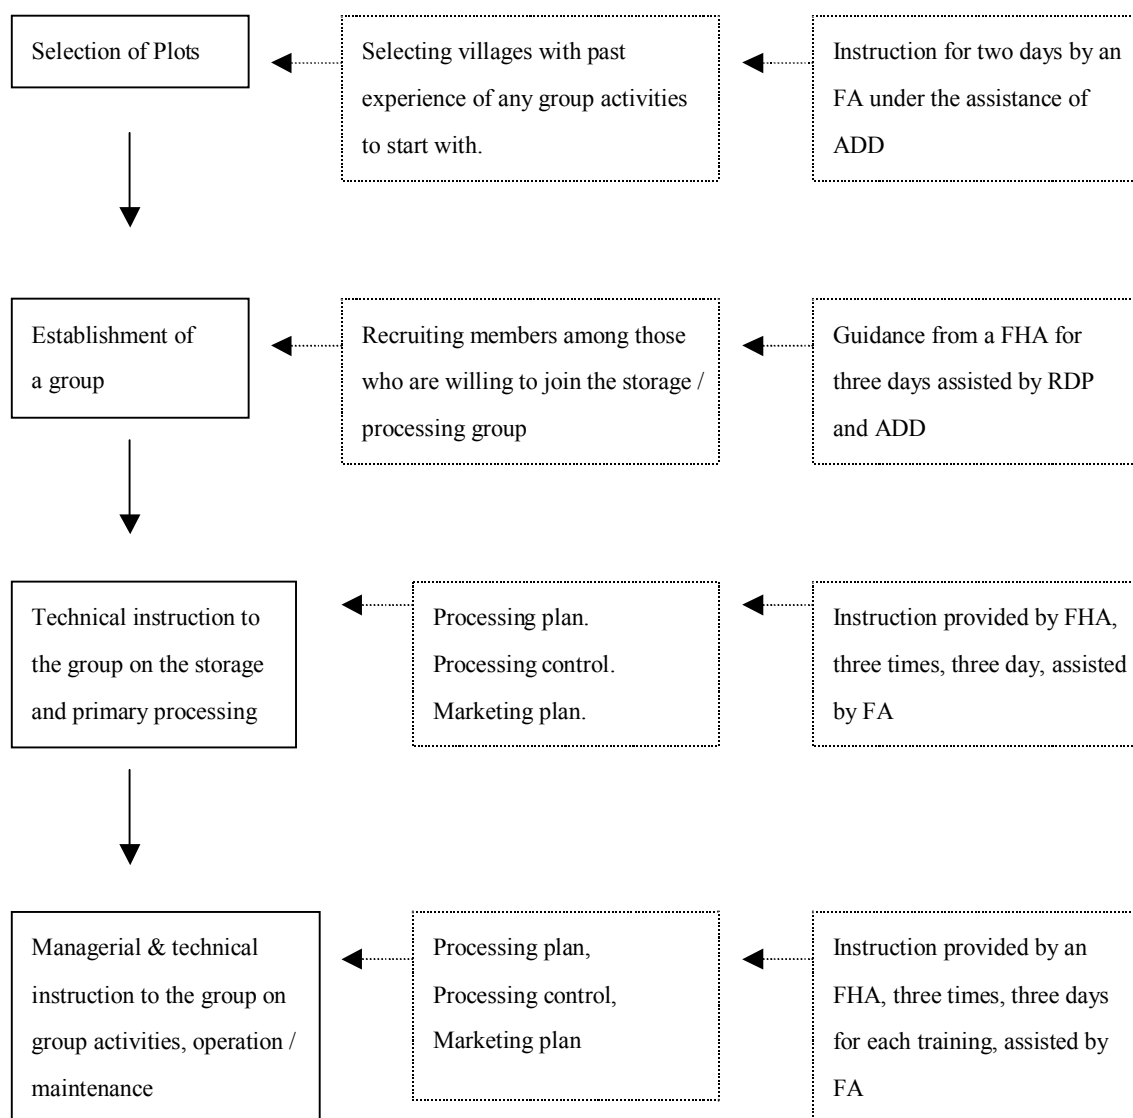 Selection of Plots
Selecting villages with past
experience of any group activities
to start with.
Instruction for two days by an
FA under the assistance of
ADD
Establishment of
a group
Recruiting members among those
who are willing to join the storage /
processing group
Guidance from a FHA for
three days assisted by RDP
and ADD
Technical instruction to
the group on the storage
and primary processing
Processing plan.
Processing control.
Marketing plan.
Instruction provided by FHA,
three times, three day, assisted
by FA
Managerial & technical
instruction to the group on
group activities, operation /
maintenance
Processing plan,
Processing control,
Marketing plan
Instruction provided by an
FHA, three times, three days
for each training, assisted by
FA